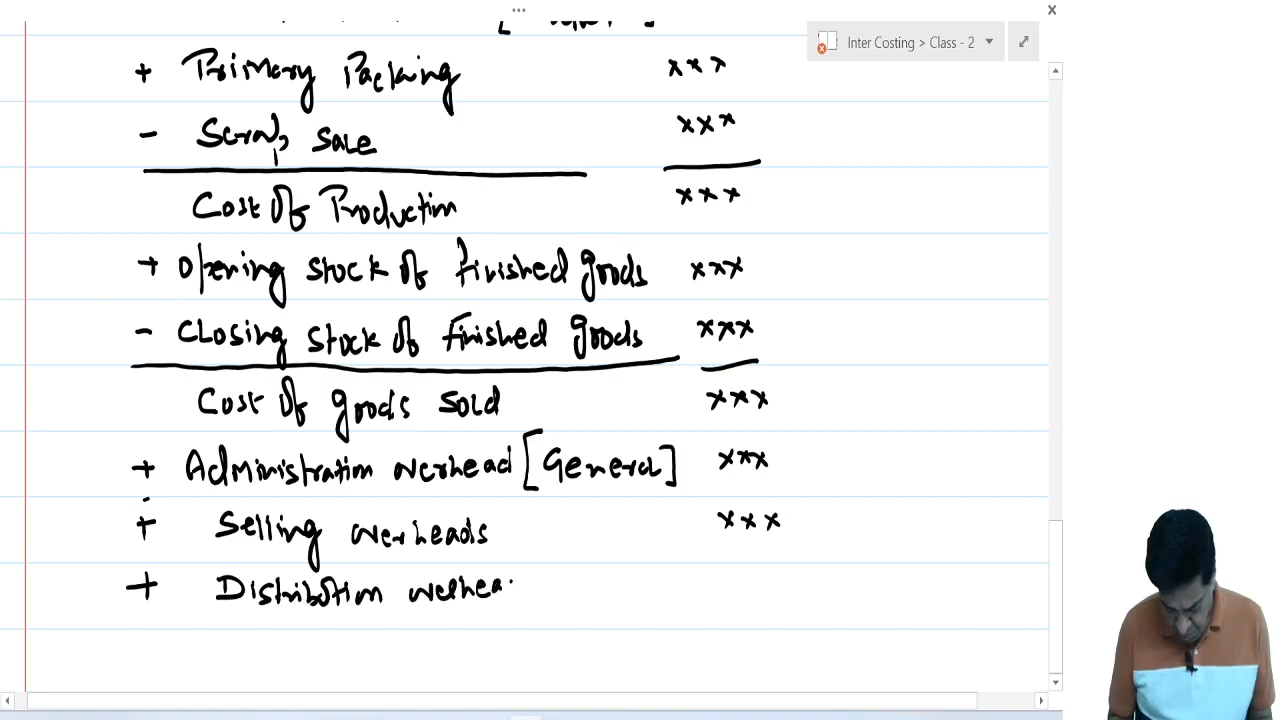 Inter Costing > Class - 2
+ Primary Packing xxx
- Scrap Sale xxx
Cost Of Production xxx
+ Opening Stock Of Finished goods xxx
- Closing Stock Of Finished goods xxx
Cost Of goods Sold xxx
+ Administration overhead [General] xxx
+ Selling overheads xxx
+ Distribution overhea